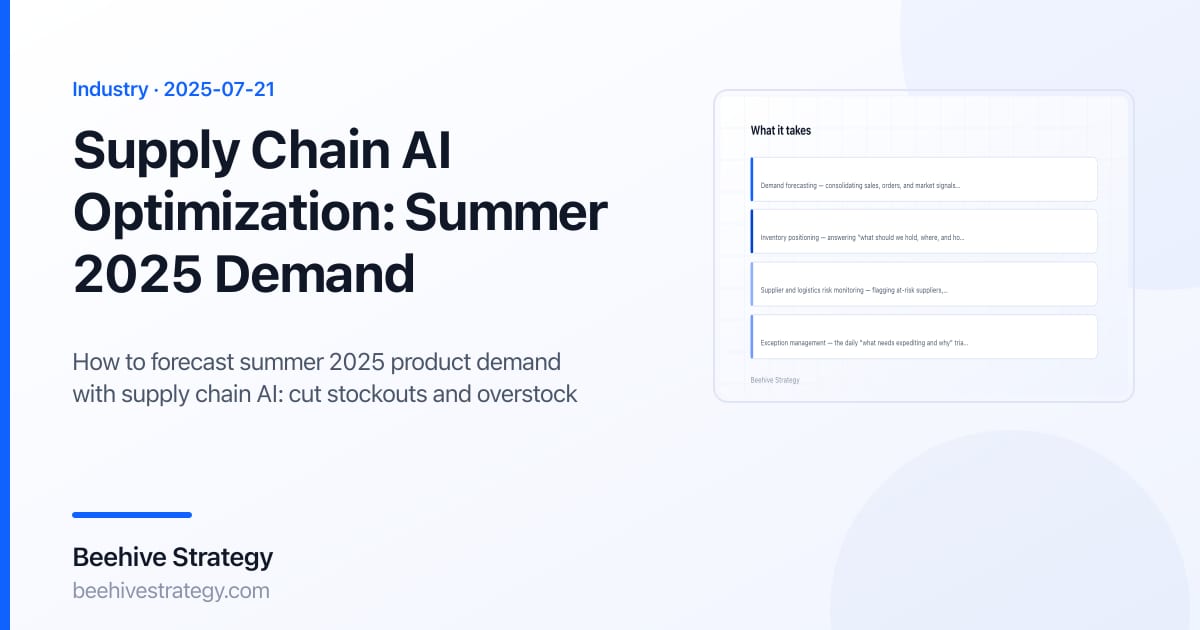 Industry · 2025-07-21
Supply Chain AI
Optimization: Summer
2025 Demand
How to forecast summer 2025 product demand
with supply chain AI: cut stockouts and overstock
Beehive Strategy
beehivestrategy.com
What it takes
Demand forecasting — consolidating sales, orders, and market signals...
Inventory positioning — answering "what should we hold, where, and ho...
Supplier and logistics risk monitoring — flagging at-risk suppliers,...
Exception management — the daily "what needs expediting and why" tria...
Beehive Strategy